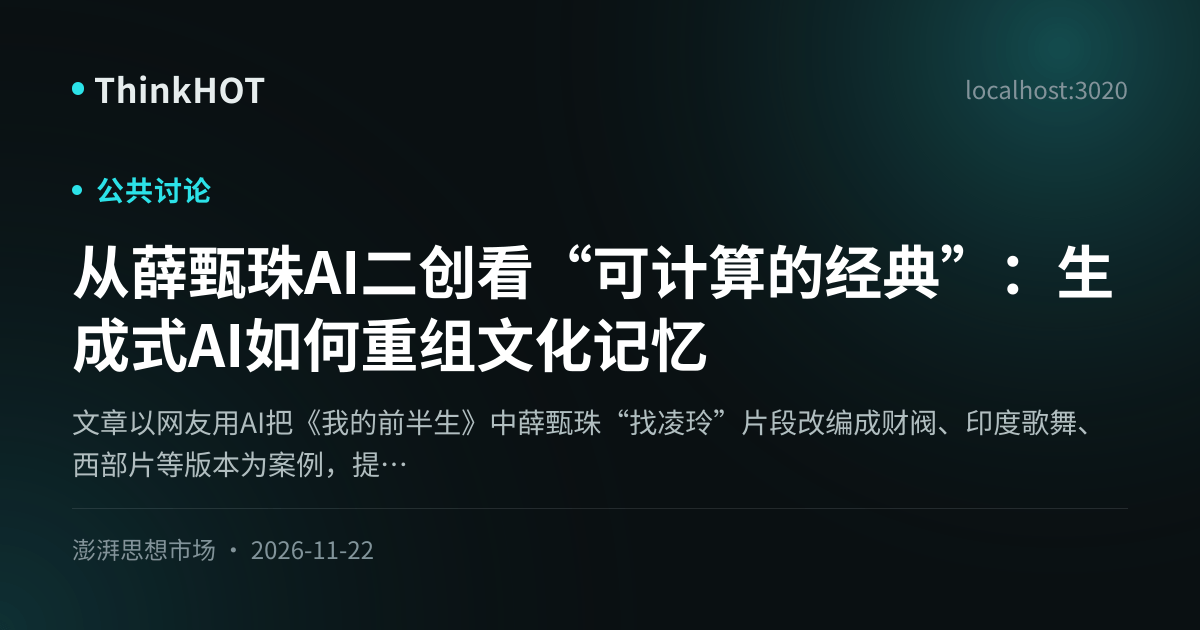 ThinkHOT
localhost:3020
公共讨论
从薛甄珠AI二创看“可计算的经典”：生
成式AI如何重组文化记忆
文章以网友用AI把《我的前半生》中薛甄珠“找凌玲”片段改编成财阀、印度歌舞、
西部片等版本为案例，提…
澎湃思想市场 · 2026-11-22